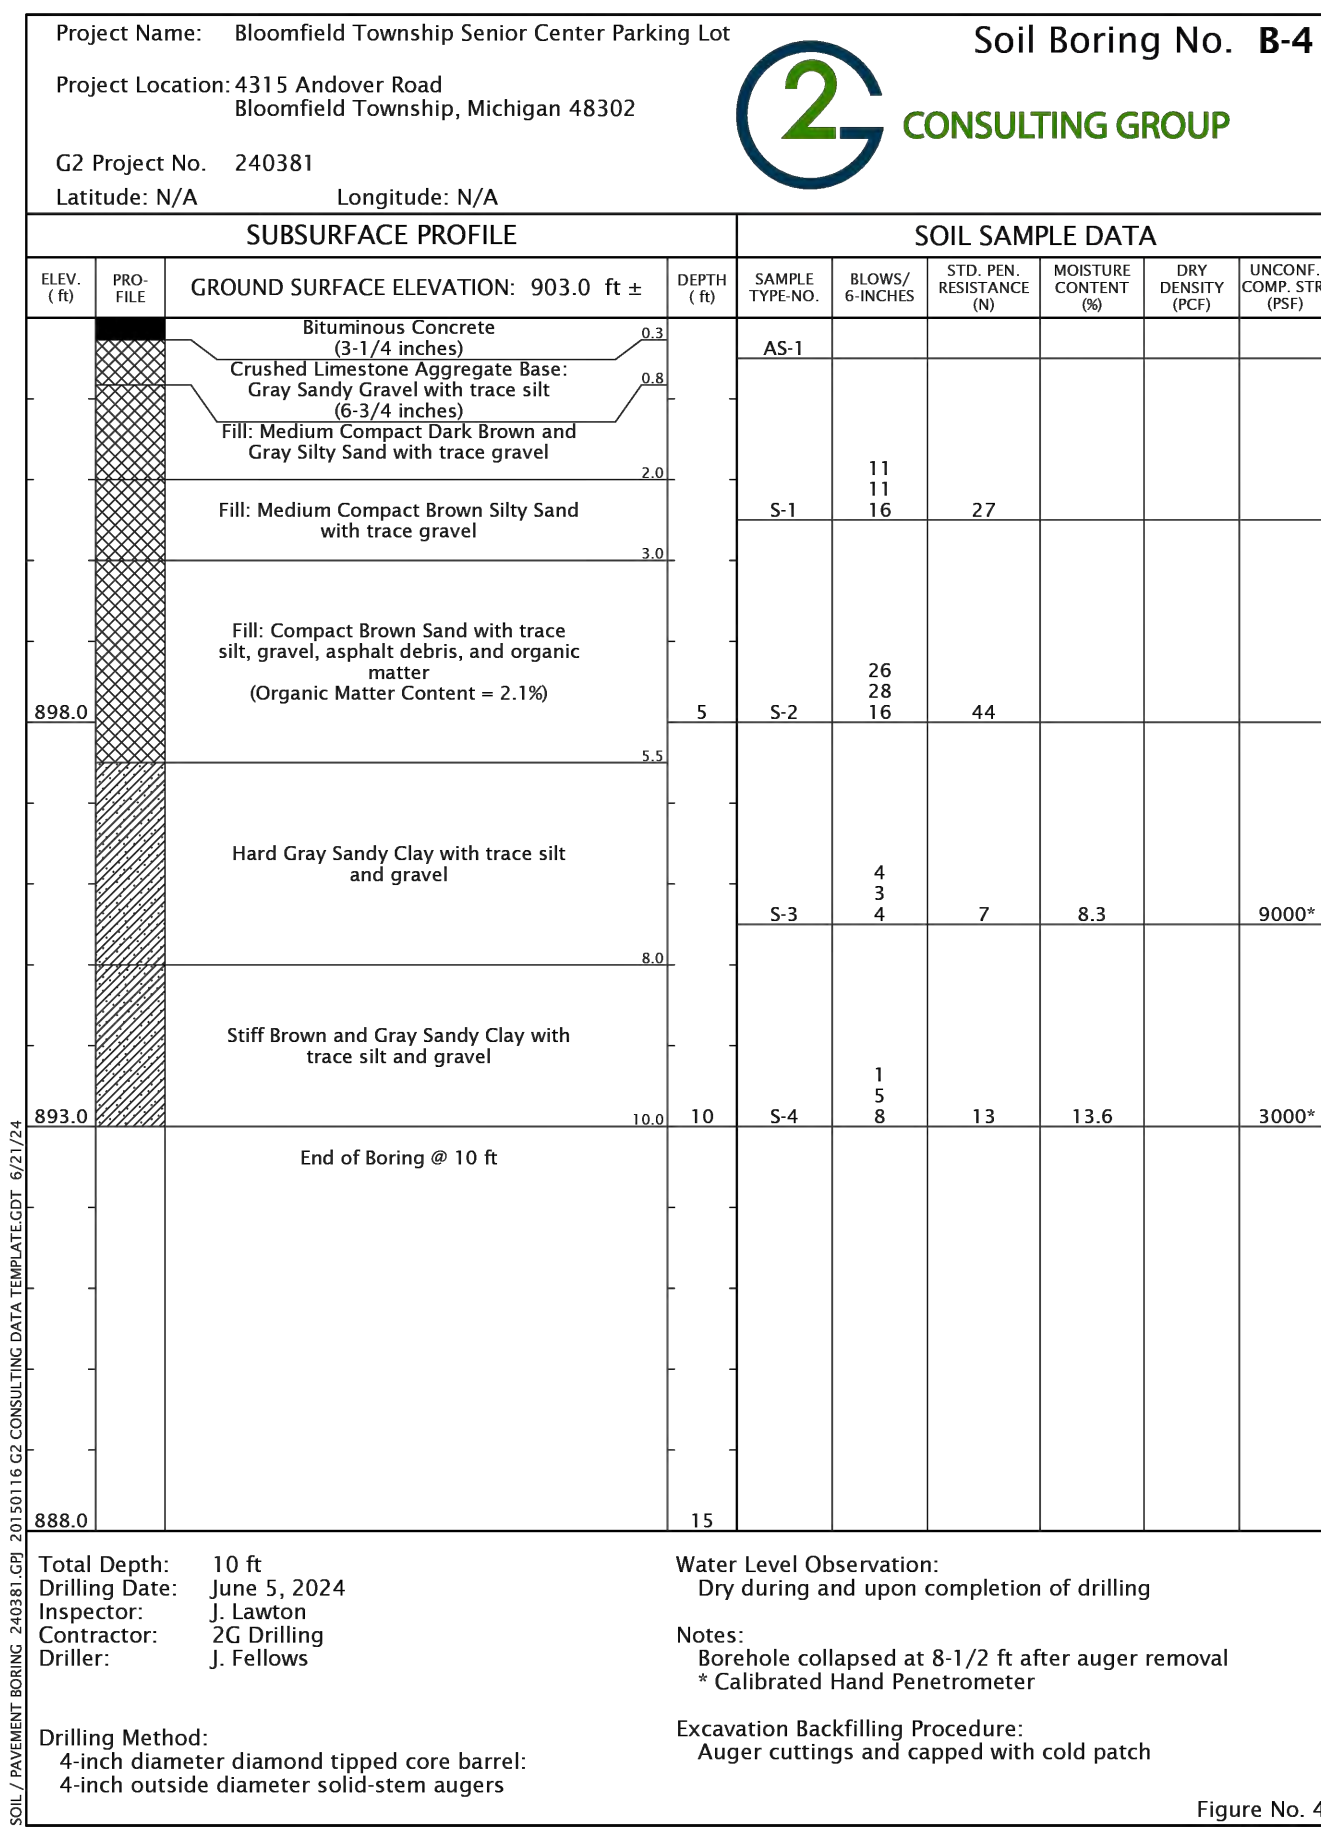 Project Name: Bloomfield Township Senior Center Parking Lot
Project Location: 4315 Andover Road
Bloomfield Township, Michigan 48302
G2 Project No. 240381
Latitude: N/A Longitude: N/A
Soil Boring No. B-4
G2 CONSULTING GROUP
SUBSURFACE PROFILE
SOIL SAMPLE DATA
ELEV. ( ft)
PRO-FILE
GROUND SURFACE ELEVATION: 903.0 ft ±
DEPTH ( ft)
SAMPLE TYPE-NO.
BLOWS/ 6-INCHES
STD. PEN. RESISTANCE (N)
MOISTURE CONTENT (%)
DRY DENSITY (PCF)
UNCONF. COMP. STR (PSF)
Bituminous Concrete
(3-1/4 inches)
0.3
AS-1
Crushed Limestone Aggregate Base:
Gray Sandy Gravel with trace silt
(6-3/4 inches)
0.8
Fill: Medium Compact Dark Brown and
Gray Silty Sand with trace gravel
2.0
11
11
S-1 16 27
Fill: Medium Compact Brown Silty Sand
with trace gravel
3.0
Fill: Compact Brown Sand with trace
silt, gravel, asphalt debris, and organic
matter
(Organic Matter Content = 2.1%)
26
28
898.0 5 S-2 16 44
5.5
Hard Gray Sandy Clay with trace silt
and gravel
4
3
S-3 4 7 8.3 9000*
8.0
Stiff Brown and Gray Sandy Clay with
trace silt and gravel
1
5
893.0 10.0 10 S-4 8 13 13.6 3000*
End of Boring @ 10 ft
888.0 15
Total Depth: 10 ft
Drilling Date: June 5, 2024
Inspector: J. Lawton
Contractor: 2G Drilling
Driller: J. Fellows
Drilling Method:
4-inch diameter diamond tipped core barrel:
4-inch outside diameter solid-stem augers
Water Level Observation:
Dry during and upon completion of drilling
Notes:
Borehole collapsed at 8-1/2 ft after auger removal
* Calibrated Hand Penetrometer
Excavation Backfilling Procedure:
Auger cuttings and capped with cold patch
Figure No. 4
SOIL / PAVEMENT BORING 240381.GPJ 20150116 G2 CONSULTING DATA TEMPLATE.GDT 6/21/24